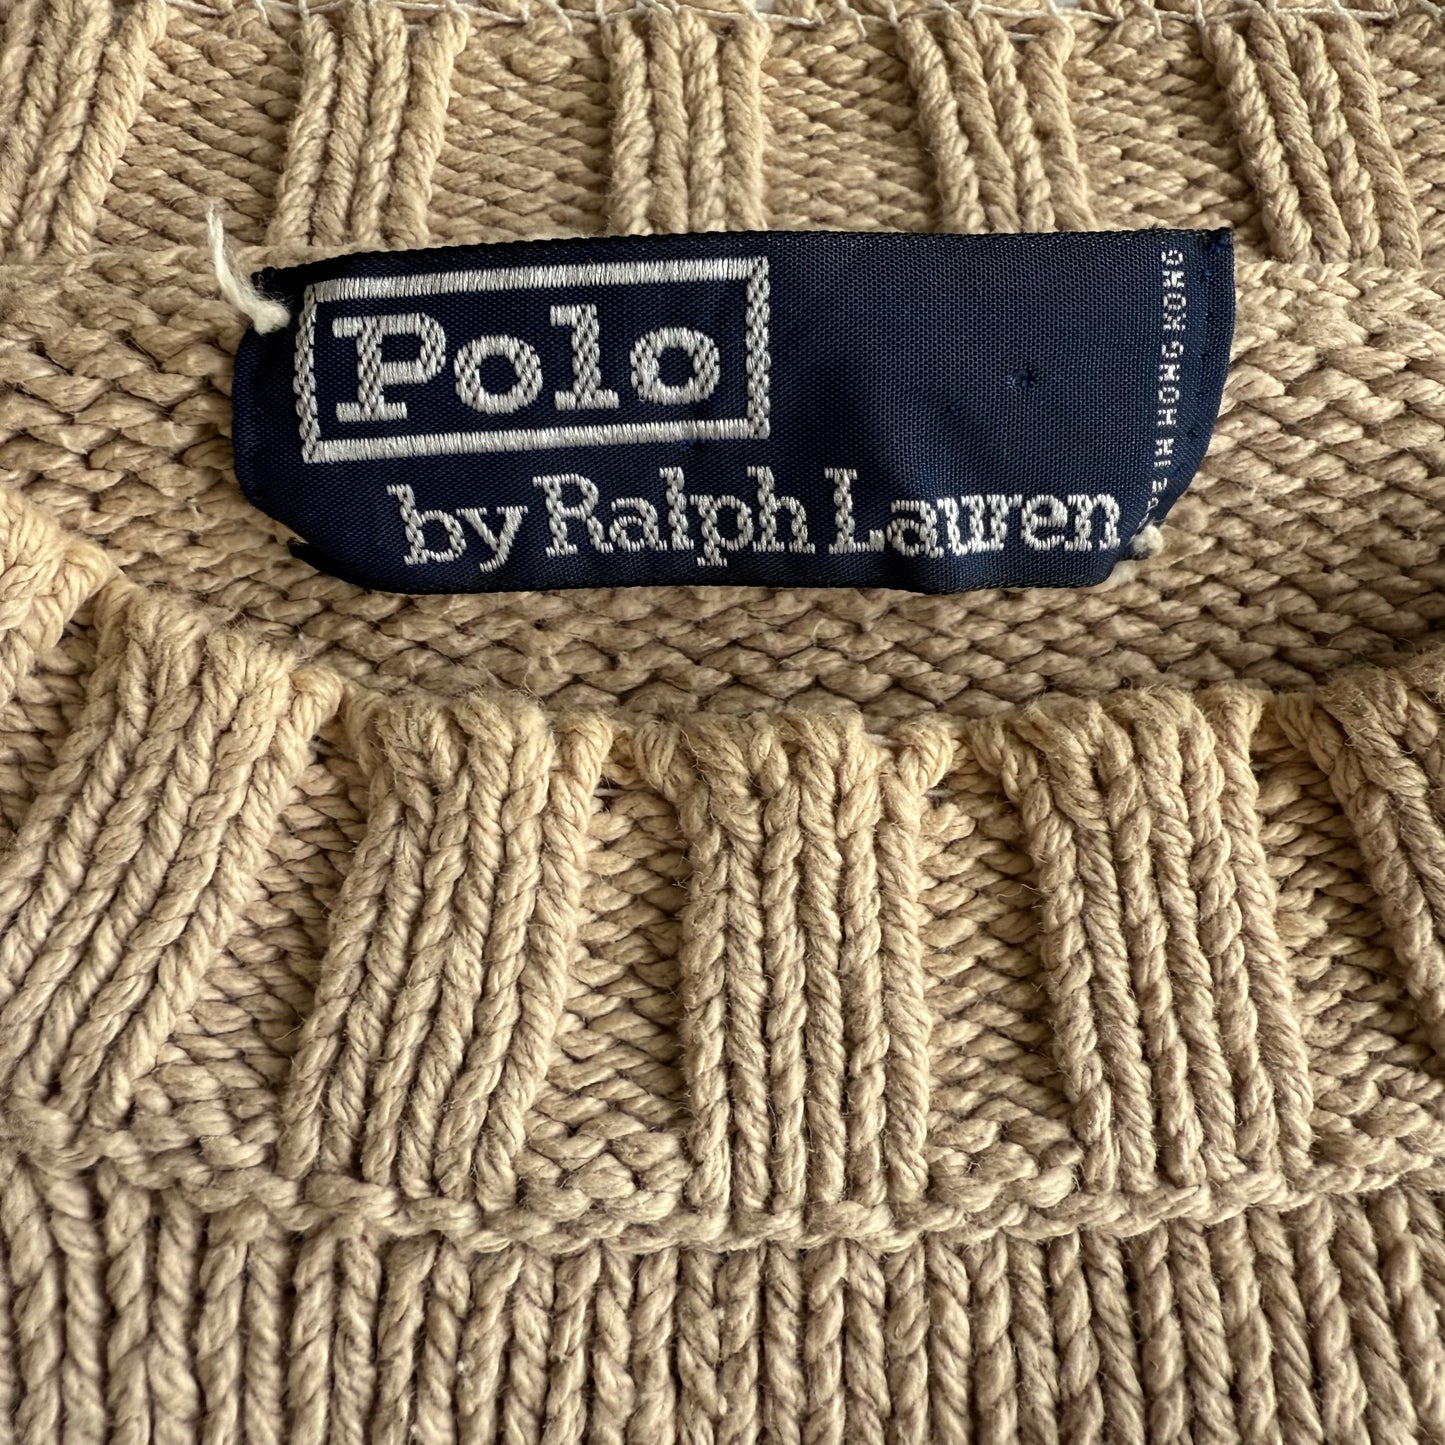 Polo
by Ralph Lauren
MADE IN HONG KONG